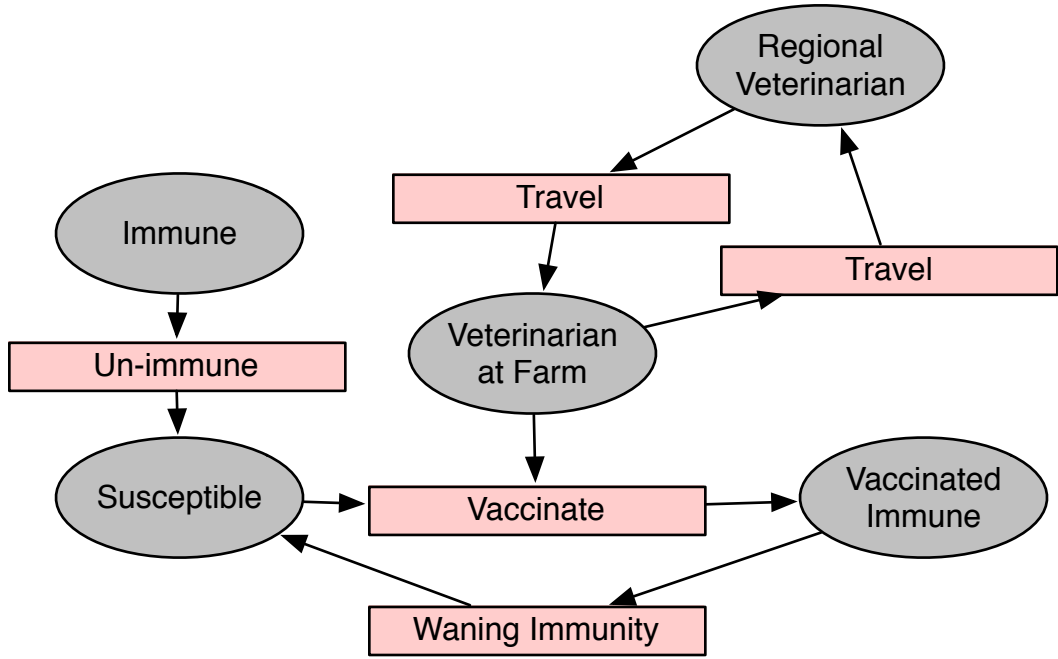 Regional
Veterinarian
Travel
Immune
Travel
Veterinarian
at Farm
Un-immune
Susceptible
Vaccinate
Vaccinated
Immune
Waning Immunity